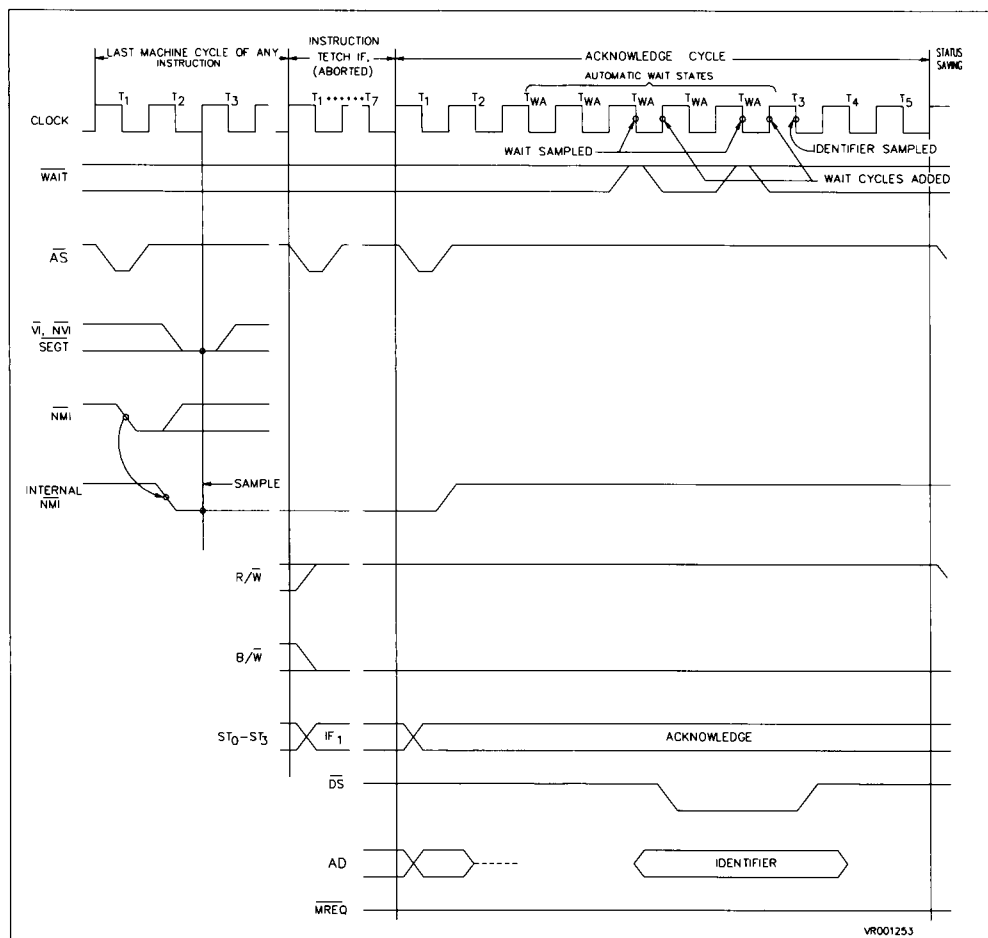 LAST MACHINE CYCLE OF ANY
INSTRUCTION
INSTRUCTION
TETCH IF,
(ABORTED)
ACKNOWLEDGE CYCLE
STATUS
SAVING
AUTOMATIC WAIT STATES
CLOCK
T1 T2 T3 T1 ...... T7 T1 T2 TWA TWA TWA TWA TWA T3 T4 T5
WAIT SAMPLED
IDENTIFIER SAMPLED
WAIT
WAIT CYCLES ADDED
AS
VI, NVI
SEGT
NMI
INTERNAL
NMI
SAMPLE
R/W
B/W
ST0-ST3
IF1
ACKNOWLEDGE
DS
AD
IDENTIFIER
MREQ
VR001253